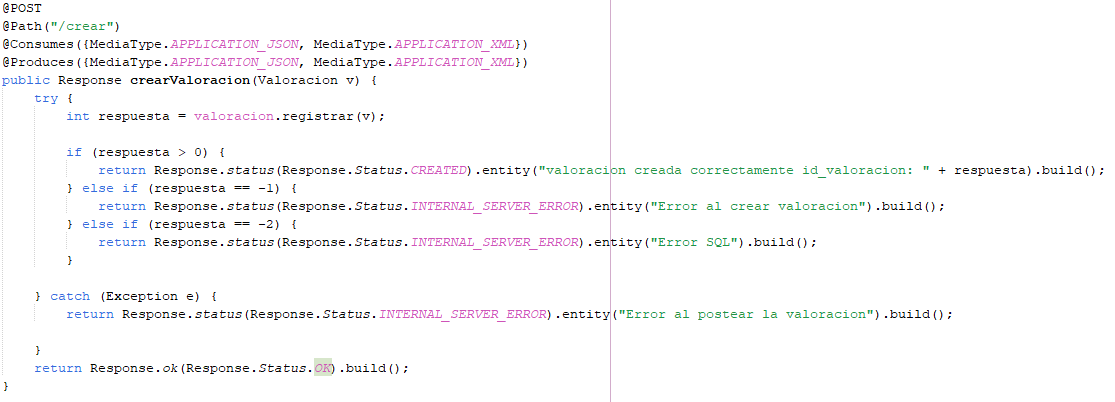 @POST
@Path("/crear")
@Consumes({MediaType.APPLICATION_JSON, MediaType.APPLICATION_XML})
@Produces({MediaType.APPLICATION_JSON, MediaType.APPLICATION_XML})
public Response crearValoracion(Valoracion v) {
    try {
        int respuesta = valoracion.registrar(v);

        if (respuesta > 0) {
            return Response.status(Response.Status.CREATED).entity("valoracion creada correctamente id_valoracion: " + respuesta).build();
        } else if (respuesta == -1) {
            return Response.status(Response.Status.INTERNAL_SERVER_ERROR).entity("Error al crear valoracion").build();
        } else if (respuesta == -2) {
            return Response.status(Response.Status.INTERNAL_SERVER_ERROR).entity("Error SQL").build();
        }

    } catch (Exception e) {
        return Response.status(Response.Status.INTERNAL_SERVER_ERROR).entity("Error al postear la valoracion").build();

    }
    return Response.ok(Response.Status.OK).build();
}